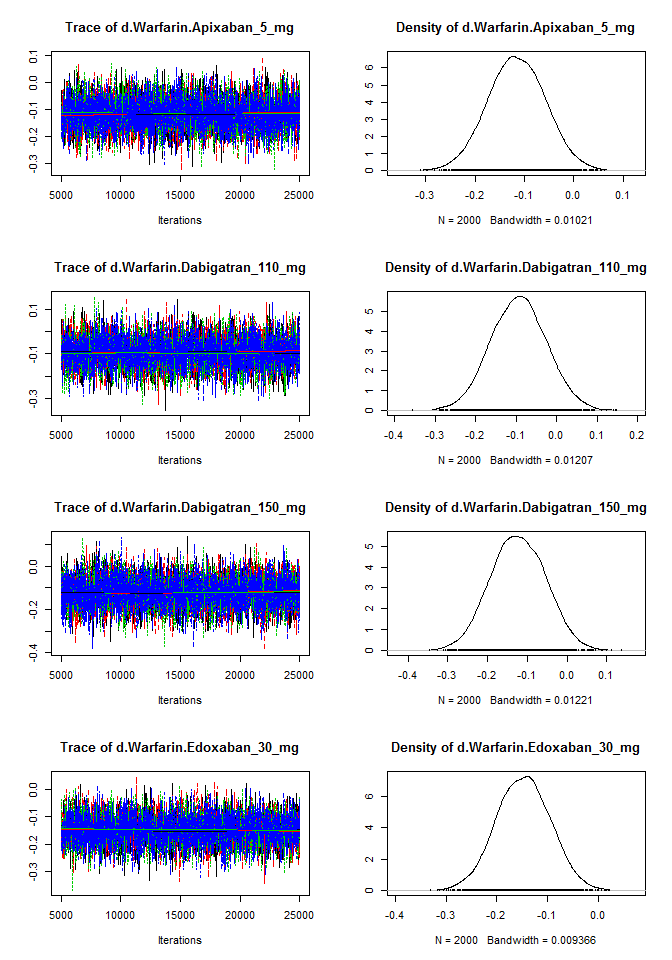 Trace of d.Warfarin.Apixaban_5_mg
0.1
0.0
-0.1
-0.2
-0.3
5000 10000 15000 20000 25000
Iterations
Density of d.Warfarin.Apixaban_5_mg
6
5
4
3
2
1
0
-0.3 -0.2 -0.1 0.0 0.1
N = 2000 Bandwidth = 0.01021
Trace of d.Warfarin.Dabigatran_110_mg
0.1
-0.1
-0.3
5000 10000 15000 20000 25000
Iterations
Density of d.Warfarin.Dabigatran_110_mg
5
4
3
2
1
0
-0.4 -0.3 -0.2 -0.1 0.0 0.1 0.2
N = 2000 Bandwidth = 0.01207
Trace of d.Warfarin.Dabigatran_150_mg
0.0
-0.2
-0.4
5000 10000 15000 20000 25000
Iterations
Density of d.Warfarin.Dabigatran_150_mg
5
4
3
2
1
0
-0.4 -0.3 -0.2 -0.1 0.0 0.1
N = 2000 Bandwidth = 0.01221
Trace of d.Warfarin.Edoxaban_30_mg
0.0
-0.1
-0.2
-0.3
5000 10000 15000 20000 25000
Iterations
Density of d.Warfarin.Edoxaban_30_mg
6
4
2
0
-0.4 -0.3 -0.2 -0.1 0.0
N = 2000 Bandwidth = 0.009366